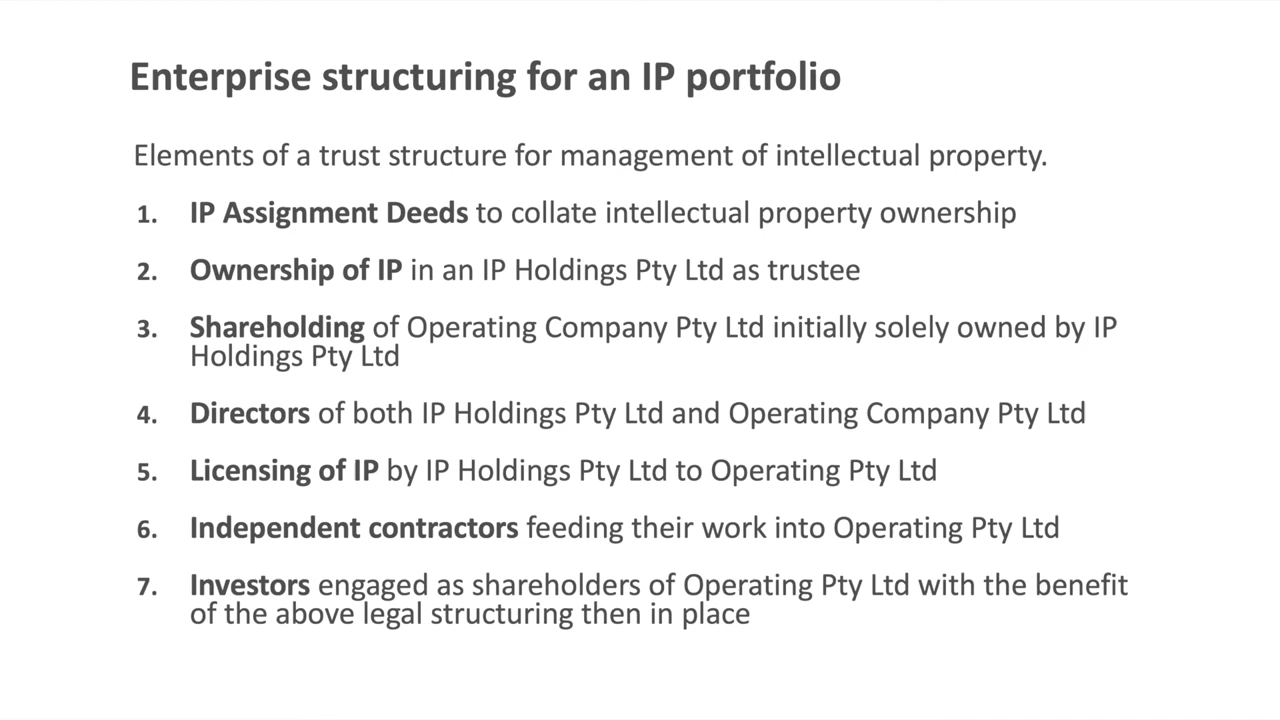 Enterprise structuring for an IP portfolio
Elements of a trust structure for management of intellectual property.
1. IP Assignment Deeds to collate intellectual property ownership
2. Ownership of IP in an IP Holdings Pty Ltd as trustee
3. Shareholding of Operating Company Pty Ltd initially solely owned by IP
Holdings Pty Ltd
4. Directors of both IP Holdings Pty Ltd and Operating Company Pty Ltd
5. Licensing of IP by IP Holdings Pty Ltd to Operating Pty Ltd
6. Independent contractors feeding their work into Operating Pty Ltd
7. Investors engaged as shareholders of Operating Pty Ltd with the benefit
of the above legal structuring then in place